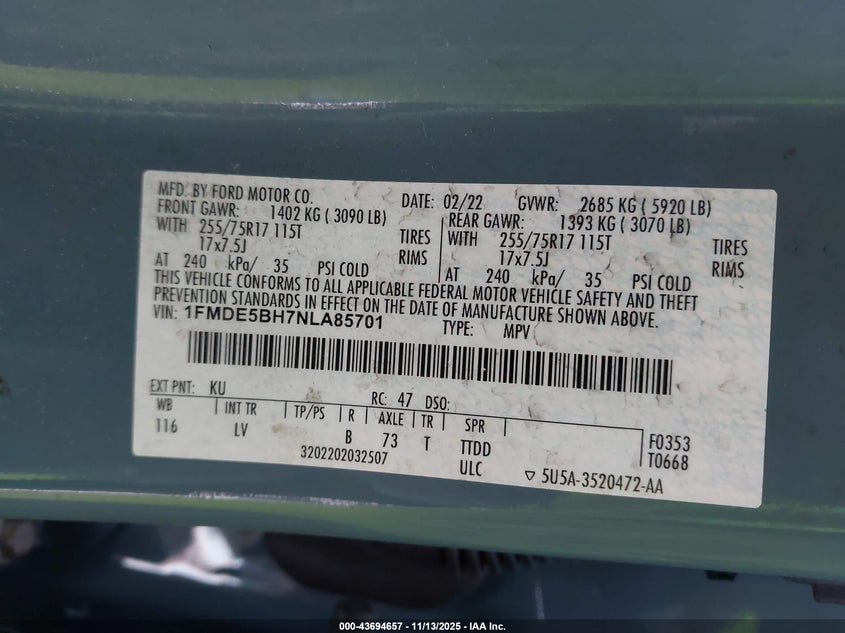 MFD. BY FORD MOTOR CO. DATE: 02/22 GVWR: 2685 KG ( 5920 LB)
FRONT GAWR: 1402 KG ( 3090 LB) REAR GAWR: 1393 KG ( 3070 LB)
WITH 255/75R17 115T TIRES WITH 255/75R17 115T TIRES
17x7.5J RIMS 17x7.5J RIMS
AT 240 kPa/ 35 PSI COLD AT 240 kPa/ 35 PSI COLD
THIS VEHICLE CONFORMS TO ALL APPLICABLE FEDERAL MOTOR VEHICLE SAFETY AND THEFT
PREVENTION STANDARDS IN EFFECT ON THE DATE OF MANUFACTURE SHOWN ABOVE.
VIN: 1FMDE5BH7NLA85701 TYPE: MPV
EXT PNT: KU RC: 47 DSO:
WB INT TR TP/PS R AXLE TR SPR F0353
116 LV B 73 T TTDD T0668
3202202032507 ULC 5U5A-3520472-AA
000-43694657 - 11/13/2025 - IAA Inc.